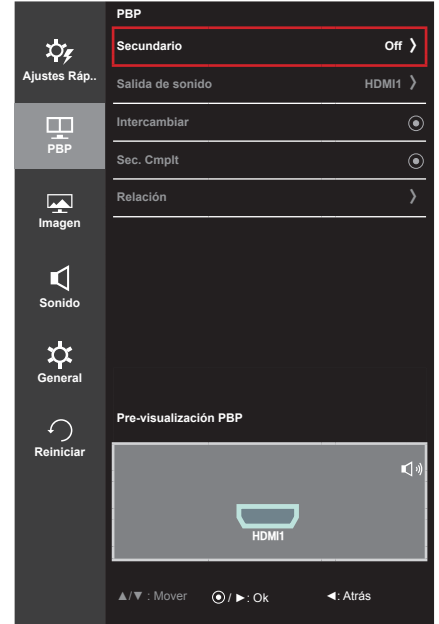 PBP
Secundario Off ❭
Ajustes Ráp..
Salida de sonido HDMI1 ❭
Intercambiar
PBP
Sec. Cmplt
Relación ❭
Imagen
Sonido
General
Pre-visualización PBP
Reiniciar
HDMI1
▲/▼ : Mover ◉ / ►: Ok ◄: Atrás